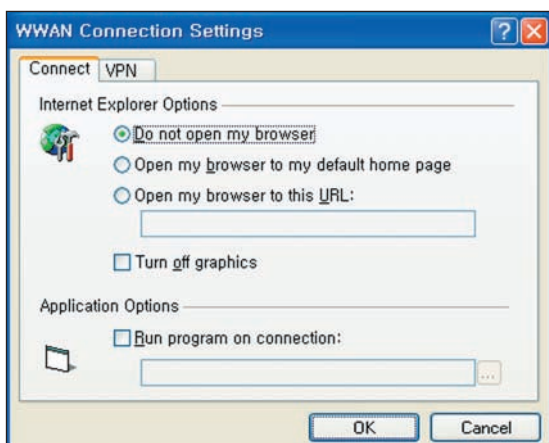 WWAN Connection Settings
Connect
VPN
Internet Explorer Options
Do not open my browser
Open my browser to my default home page
Open my browser to this URL:
Turn off graphics
Application Options
Run program on connection:
...
OK
Cancel